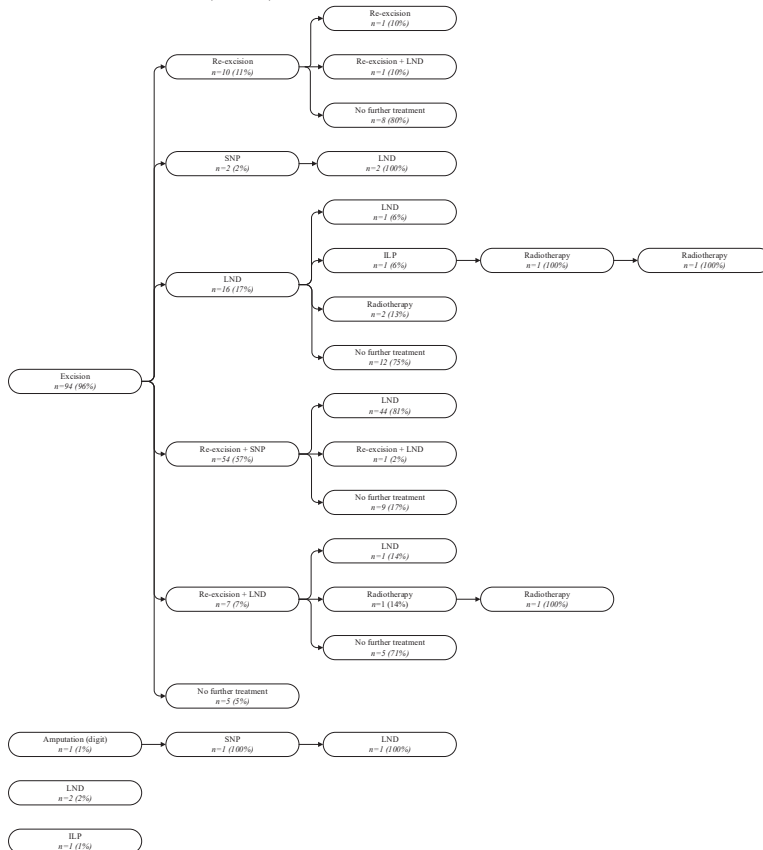 Re-excision
n=1 (10%)
Re-excision
n=10 (11%)
Re-excision + LND
n=1 (10%)
No further treatment
n=8 (80%)
SNP
n=2 (2%)
LND
n=2 (100%)
LND
n=1 (6%)
ILP
n=1 (6%)
Radiotherapy
n=1 (100%)
Radiotherapy
n=1 (100%)
LND
n=16 (17%)
Radiotherapy
n=2 (13%)
No further treatment
n=12 (75%)
Excision
n=94 (96%)
LND
n=44 (81%)
Re-excision + SNP
n=54 (57%)
Re-excision + LND
n=1 (2%)
No further treatment
n=9 (17%)
LND
n=1 (14%)
Re-excision + LND
n=7 (7%)
Radiotherapy
n=1 (14%)
Radiotherapy
n=1 (100%)
No further treatment
n=5 (71%)
No further treatment
n=5 (5%)
Amputation (digit)
n=1 (1%)
SNP
n=1 (100%)
LND
n=1 (100%)
LND
n=2 (2%)
ILP
n=1 (1%)